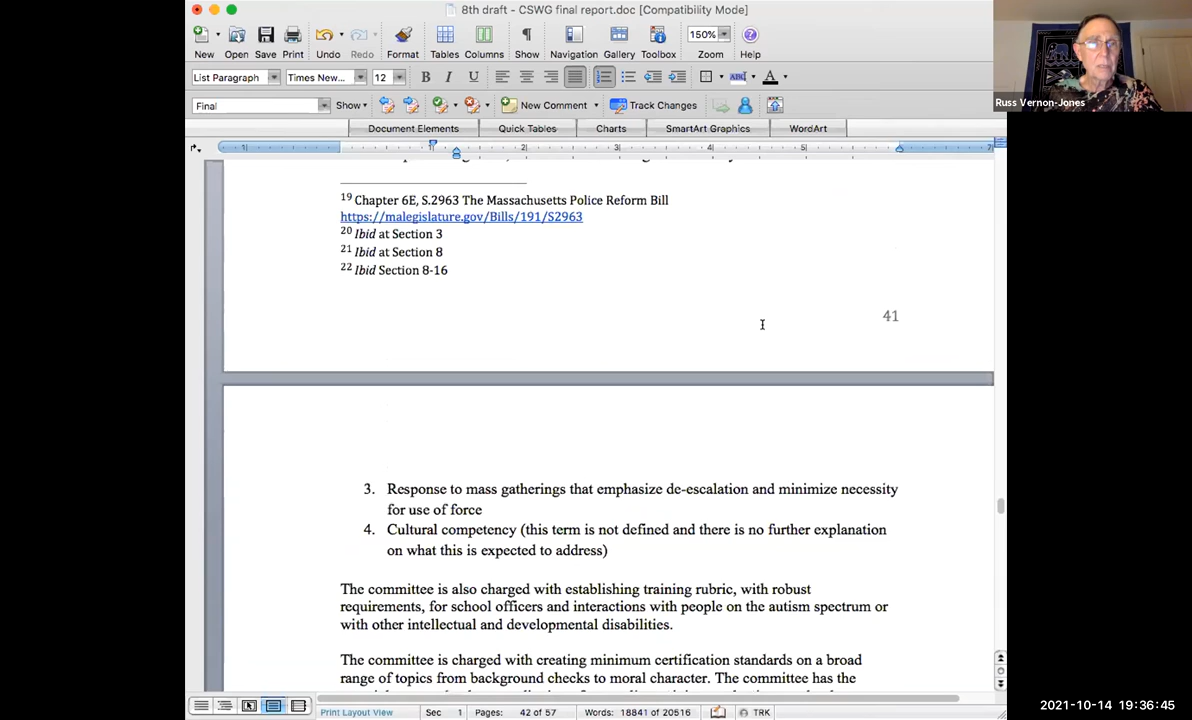 8th draft - CSWG final report.doc [Compatibility Mode]
New Open Save Print Undo Redo Format Tables Columns Show Navigation Gallery Toolbox Zoom Help
150%
List Paragraph Times New... 12 B I U ABC A
Final Show New Comment Track Changes
Document Elements Quick Tables Charts SmartArt Graphics WordArt
1 1 2 3 4 5 7
19 Chapter 6E, S.2963 The Massachusetts Police Reform Bill
https://malegislature.gov/Bills/191/S2963
20 Ibid at Section 3
21 Ibid at Section 8
22 Ibid Section 8-16
41
3. Response to mass gatherings that emphasize de-escalation and minimize necessity
for use of force
4. Cultural competency (this term is not defined and there is no further explanation
on what this is expected to address)
The committee is also charged with establishing training rubric, with robust
requirements, for school officers and interactions with people on the autism spectrum or
with other intellectual and developmental disabilities.
The committee is charged with creating minimum certification standards on a broad
range of topics from background checks to moral character. The committee has the
Print Layout View Sec 1 Pages: 42 of 57 Words: 18841 of 20516 TRK
Russ Vernon-Jones
2021-10-14 19:36:45